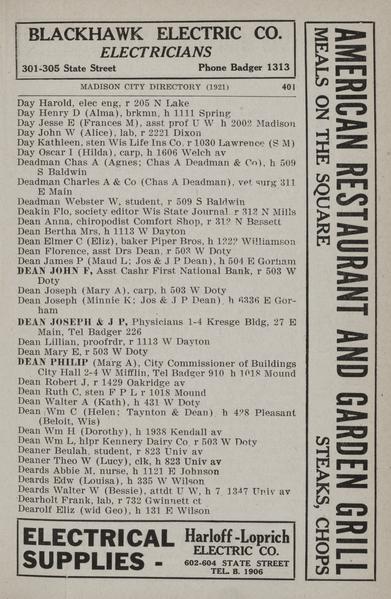 BLACKHAWK ELECTRIC CO.
ELECTRICIANS
301-305 State Street Phone Badger 1313
MADISON CITY DIRECTORY (1921) 401
Day Harold, elec eng, r 205 N Lake
Day Henry D (Alma), brkmn, h 1111 Spring
Day Jesse E (Frances M), asst prof U W h 2002 Madison
Day John W (Alice), lab, r 2221 Dixon
Day Kathleen, sten Wis Life Ins Co, r 1030 Lawrence (S M)
Day Oscar I (Hilda), carp, h 1606 Welch av
Deadman Chas A (Agnes; Chas A Deadman & Co), h 509
S Baldwin
Deadman Charles A & Co (Chas A Deadman), vet surg 311
E Main
Deadman Webster W, student, r 509 S Baldwin
Deakin Flo, society editor Wis State Journal r 312 N Mills
Dean Anna, chiropodist Comfort Shop, r 312 N Bassett
Dean Bertha Mrs, h 1113 W Dayton
Dean Elmer C (Eliz), baker Piper Bros, h 1222 Williamson
Dean Florence, asst Drs Dean, r 503 W Doty
Dean James P (Maud L; Jos & J P Dean), h 504 E Gorham
DEAN JOHN F, Asst Cashr First National Bank, r 503 W
Doty
Dean Joseph (Mary A), carp, h 503 W Doty
Dean Joseph (Minnie K; Jos & J P Dean) h 6336 E Gor-
ham
DEAN JOSEPH & J P, Physicians 1-4 Kresge Bldg, 27 E
Main, Tel Badger 226
Dean Lillian, proofrdr, r 1113 W Dayton
Dean Mary E, r 503 W Doty
DEAN PHILIP (Marg A), City Commissioner of Buildings
City Hall 2-4 W Mifflin, Tel Badger 910 h 1018 Mound
Dean Robert J, r 1429 Oakridge av
Dean Ruth C, sten F P L r 1018 Mound
Dean Walter A (Kath), h 431 W Doty
Dean Wm C (Helen; Taynton & Dean) h 428 Pleasant
(Beloit, Wis)
Dean Wm H (Dorothy), h 1938 Kendall av
Dean Wm L, hlpr Kennedy Dairy Co r 503 W Doty
Deaner Beulah, student, r 823 Univ av
Deaner Theo W (Lucy), clk, h 823 Univ av
Deards Abbie M, nurse, h 1121 E Johnson
Deards Edw (Louisa), h 335 W Wilson
Deards Walter W (Bessie), attdt U W, h 7 1347 Univ av
Dearholt Frank, lab, r 732 Gwinnett ct
Dearolf Eliz (wid Geo), h 131 E Wilson
ELECTRICAL
SUPPLIES -
Harloff-Loprich
ELECTRIC CO.
602-604 STATE STREET
TEL. B. 1906
AMERICAN RESTAURANT AND GARDEN GRILL
MEALS ON THE SQUARE STEAKS, CHOPS